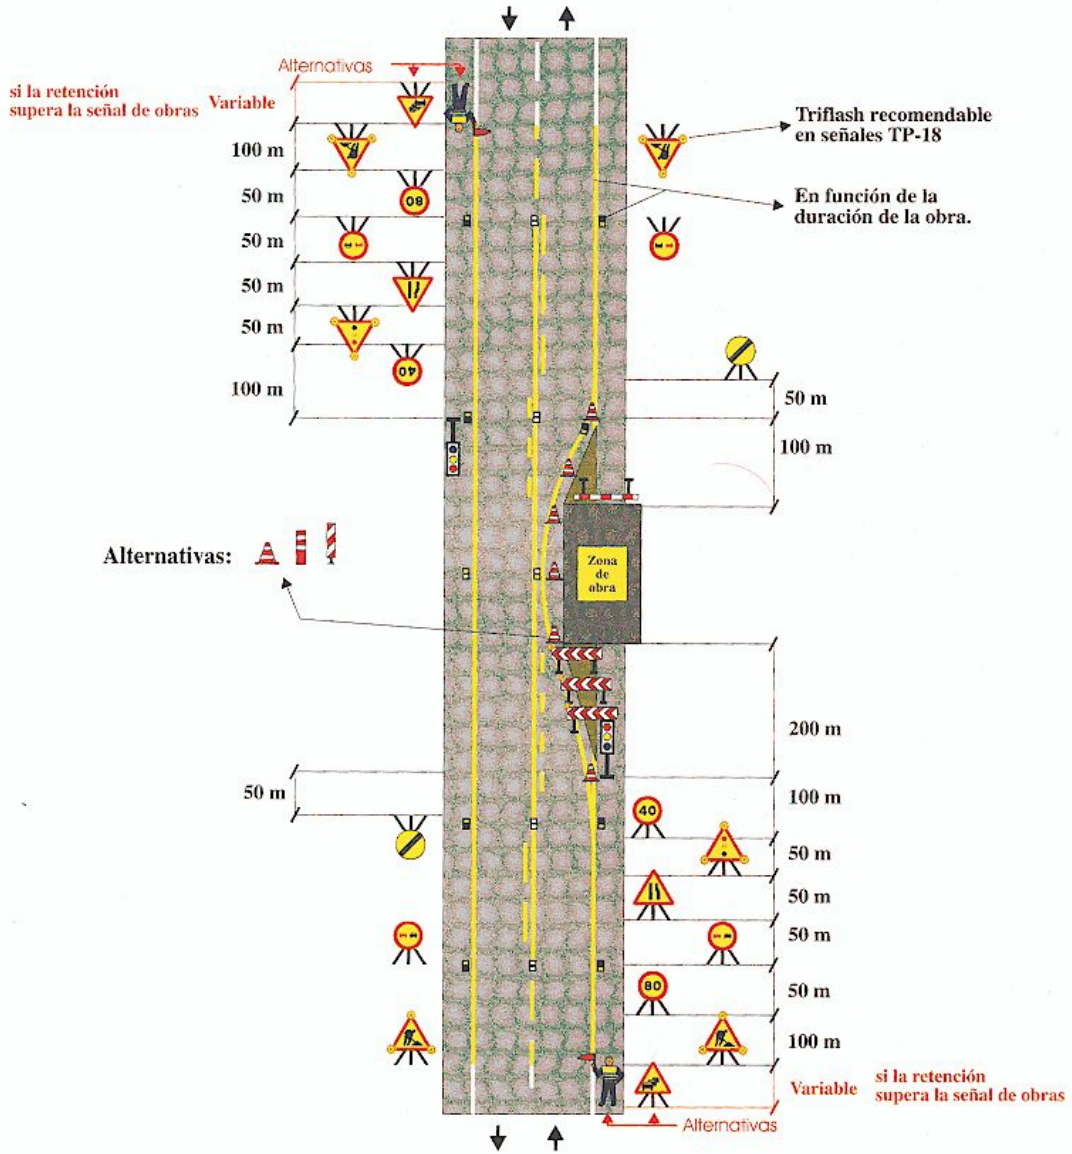 Alternativas
si la retención
supera la señal de obras
Variable
100 m
50 m
50 m
50 m
50 m
100 m
80
40
Triflash recomendable
en señales TP-18
En función de la
duración de la obra.
50 m
100 m
Alternativas:
Zona
de
obra
200 m
50 m
100 m
40
50 m
50 m
50 m
80
50 m
100 m
Variable
si la retención
supera la señal de obras
Alternativas